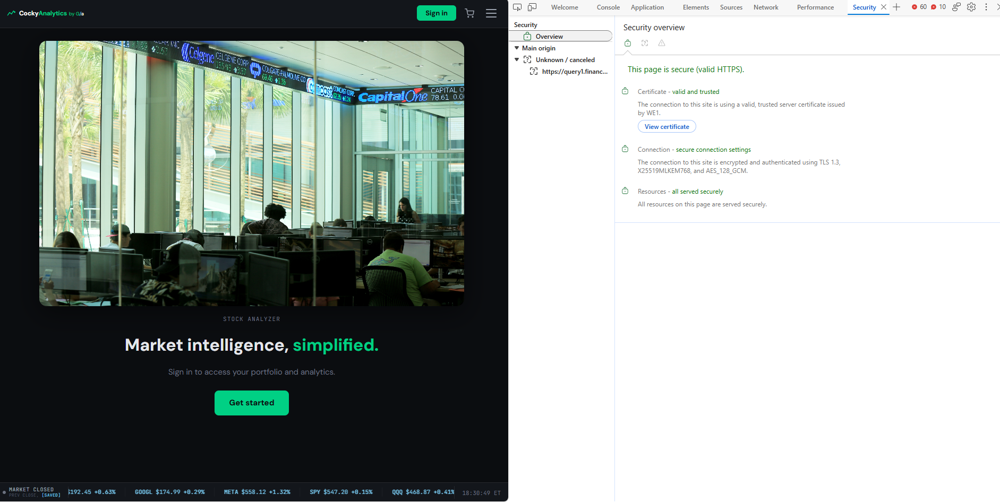 CockyAnalytics by G/a
Sign in
Celgene
CELGENE CORP
COLGATE-PALMOLIVE CO
68.46 1.16
comcast
COMCAST CORP.
CapitalOne
CAPITAL O
78.61 0.0
STOCK ANALYZER
Market intelligence, simplified.
Sign in to access your portfolio and analytics.
Get started
MARKET CLOSED
PREV CLOSE, [SAVED]
$192.45 +0.63%
GOOGL $174.99 +0.29%
META $558.12 +1.32%
SPY $547.20 +0.15%
QQQ $468.87 +0.41%
18:30:49 ET
Welcome
Console
Application
Elements
Sources
Network
Performance
Security
60
10
Security
Overview
Main origin
Unknown / canceled
https://query1.financ...
Security overview
This page is secure (valid HTTPS).
Certificate - valid and trusted
The connection to this site is using a valid, trusted server certificate issued
by WE1.
View certificate
Connection - secure connection settings
The connection to this site is encrypted and authenticated using TLS 1.3,
X25519MLKEM768, and AES_128_GCM.
Resources - all served securely
All resources on this page are served securely.